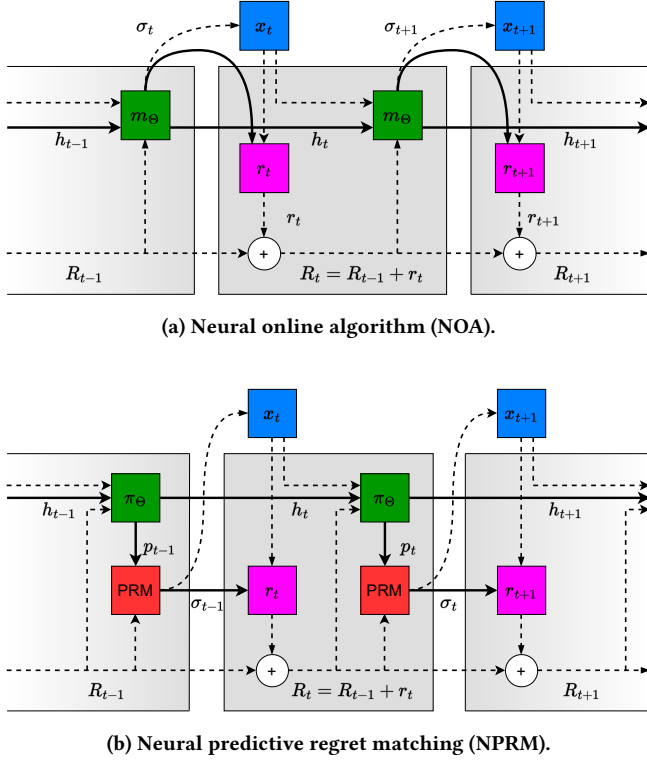 σ_t x_t σ_{t+1} x_{t+1}
m_Θ m_Θ
h_{t−1} h_t h_{t+1}
r_t r_{t+1}
r_t r_{t+1}
+ +
R_{t−1} R_t = R_{t−1} + r_t R_{t+1}
(a) Neural online algorithm (NOA).
x_t x_{t+1}
π_Θ π_Θ
h_{t−1} h_t h_{t+1}
p_{t−1} p_t
PRM r_t PRM r_{t+1}
σ_{t−1} σ_t
+ +
R_{t−1} R_t = R_{t−1} + r_t R_{t+1}
(b) Neural predictive regret matching (NPRM).